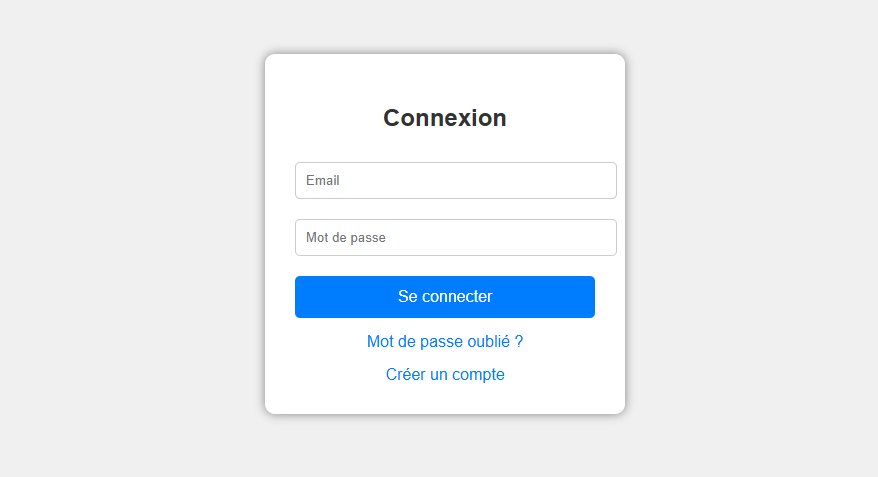 Connexion
Email
Mot de passe
Se connecter
Mot de passe oublié ?
Créer un compte